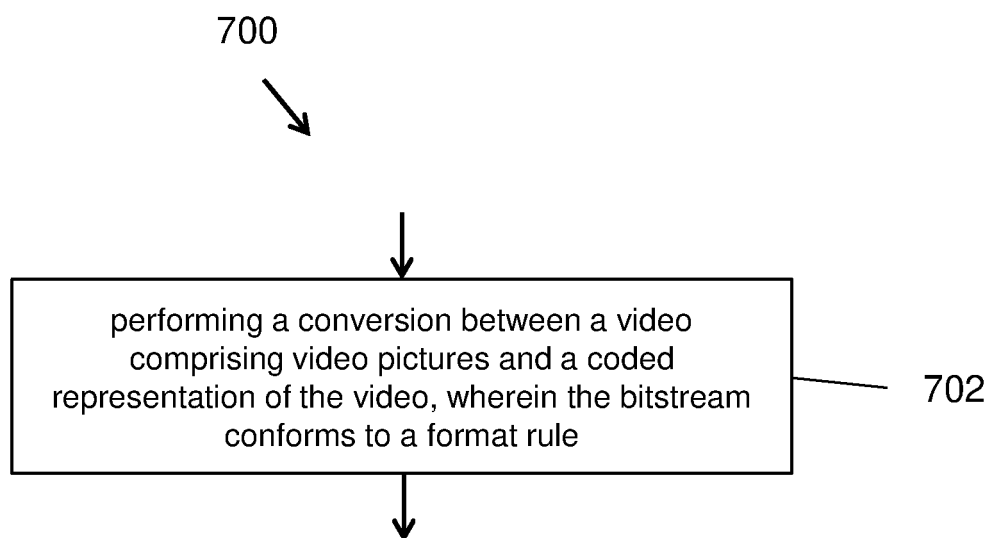 700
performing a conversion between a video
comprising video pictures and a coded
representation of the video, wherein the bitstream
conforms to a format rule
702